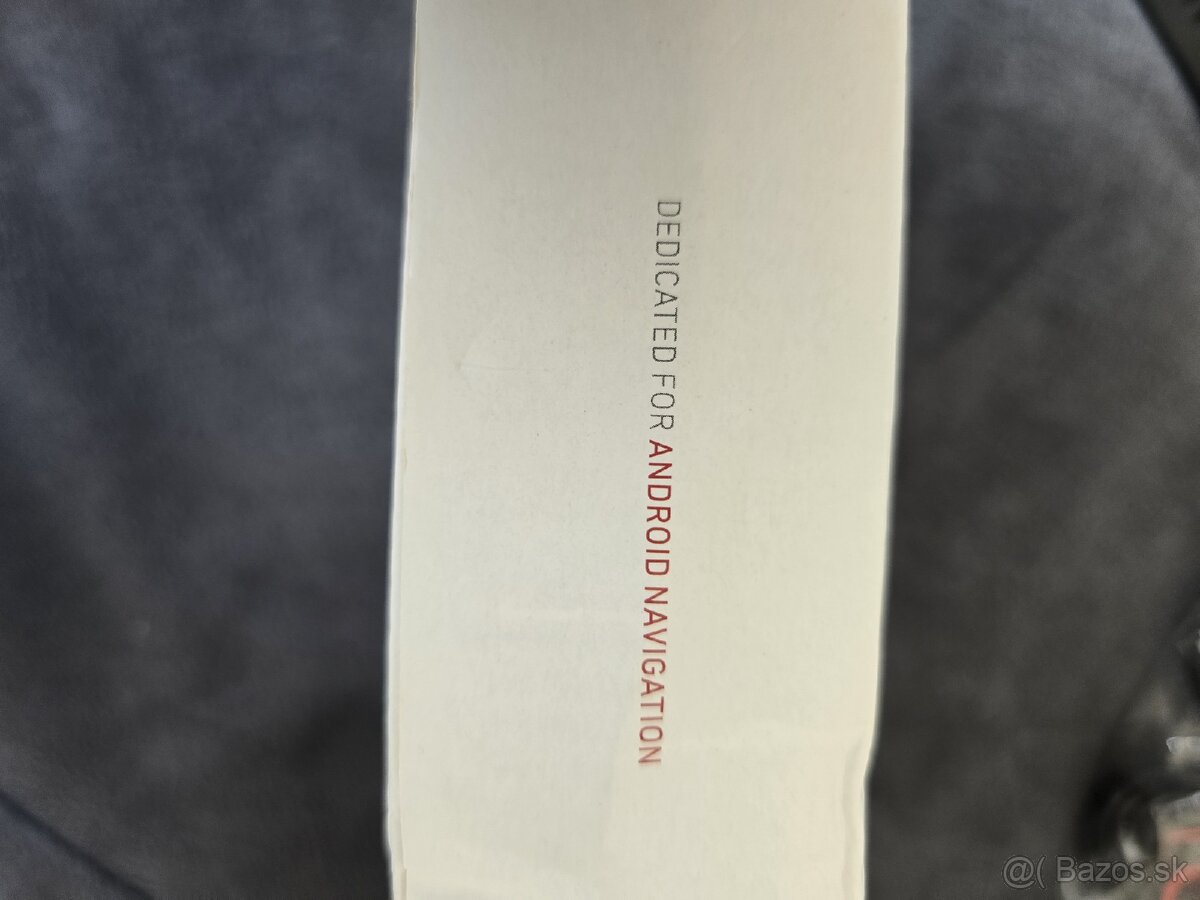 DEDICATED FOR ANDROID NAVIGATION
@( Bazos.sk